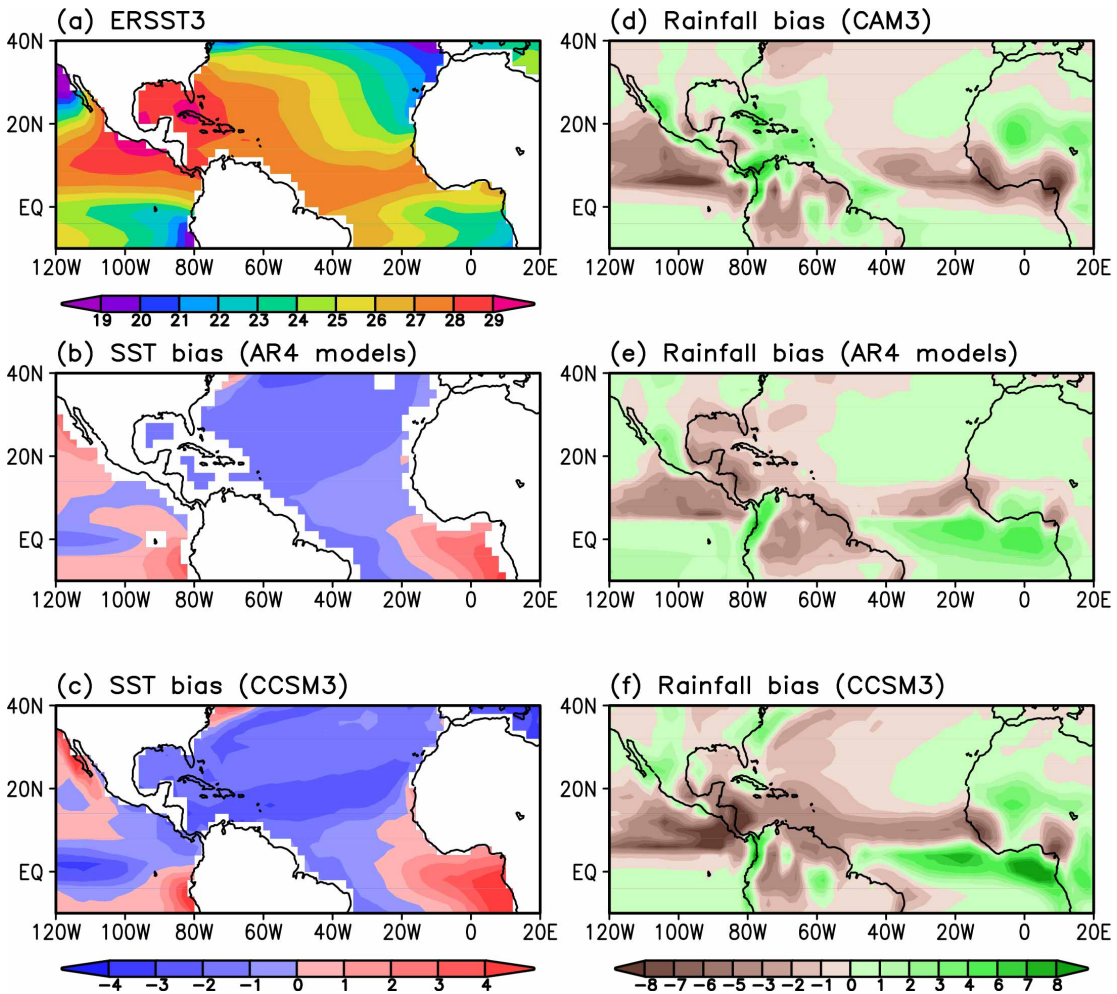 (a) ERSST3
40N
20N
EQ
120W 100W 80W 60W 40W 20W 0 20E
19 20 21 22 23 24 25 26 27 28 29
(b) SST bias (AR4 models)
40N
20N
EQ
120W 100W 80W 60W 40W 20W 0 20E
(c) SST bias (CCSM3)
40N
20N
EQ
120W 100W 80W 60W 40W 20W 0 20E
-4 -3 -2 -1 0 1 2 3 4
(d) Rainfall bias (CAM3)
40N
20N
EQ
120W 100W 80W 60W 40W 20W 0 20E
(e) Rainfall bias (AR4 models)
40N
20N
EQ
120W 100W 80W 60W 40W 20W 0 20E
(f) Rainfall bias (CCSM3)
40N
20N
EQ
120W 100W 80W 60W 40W 20W 0 20E
-8 -7 -6 -5 -3 -2 -1 0 1 2 3 4 5 6 7 8